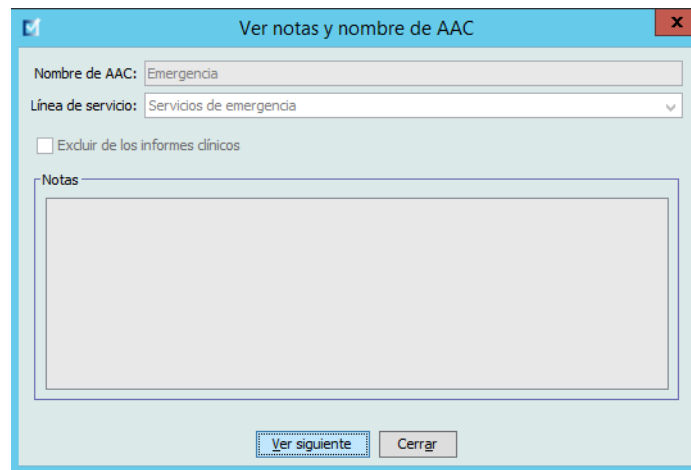 Ver notas y nombre de AAC
x
Nombre de AAC: Emergencia
Línea de servicio: Servicios de emergencia
Excluir de los informes clínicos
Notas
Ver siguiente Cerrar